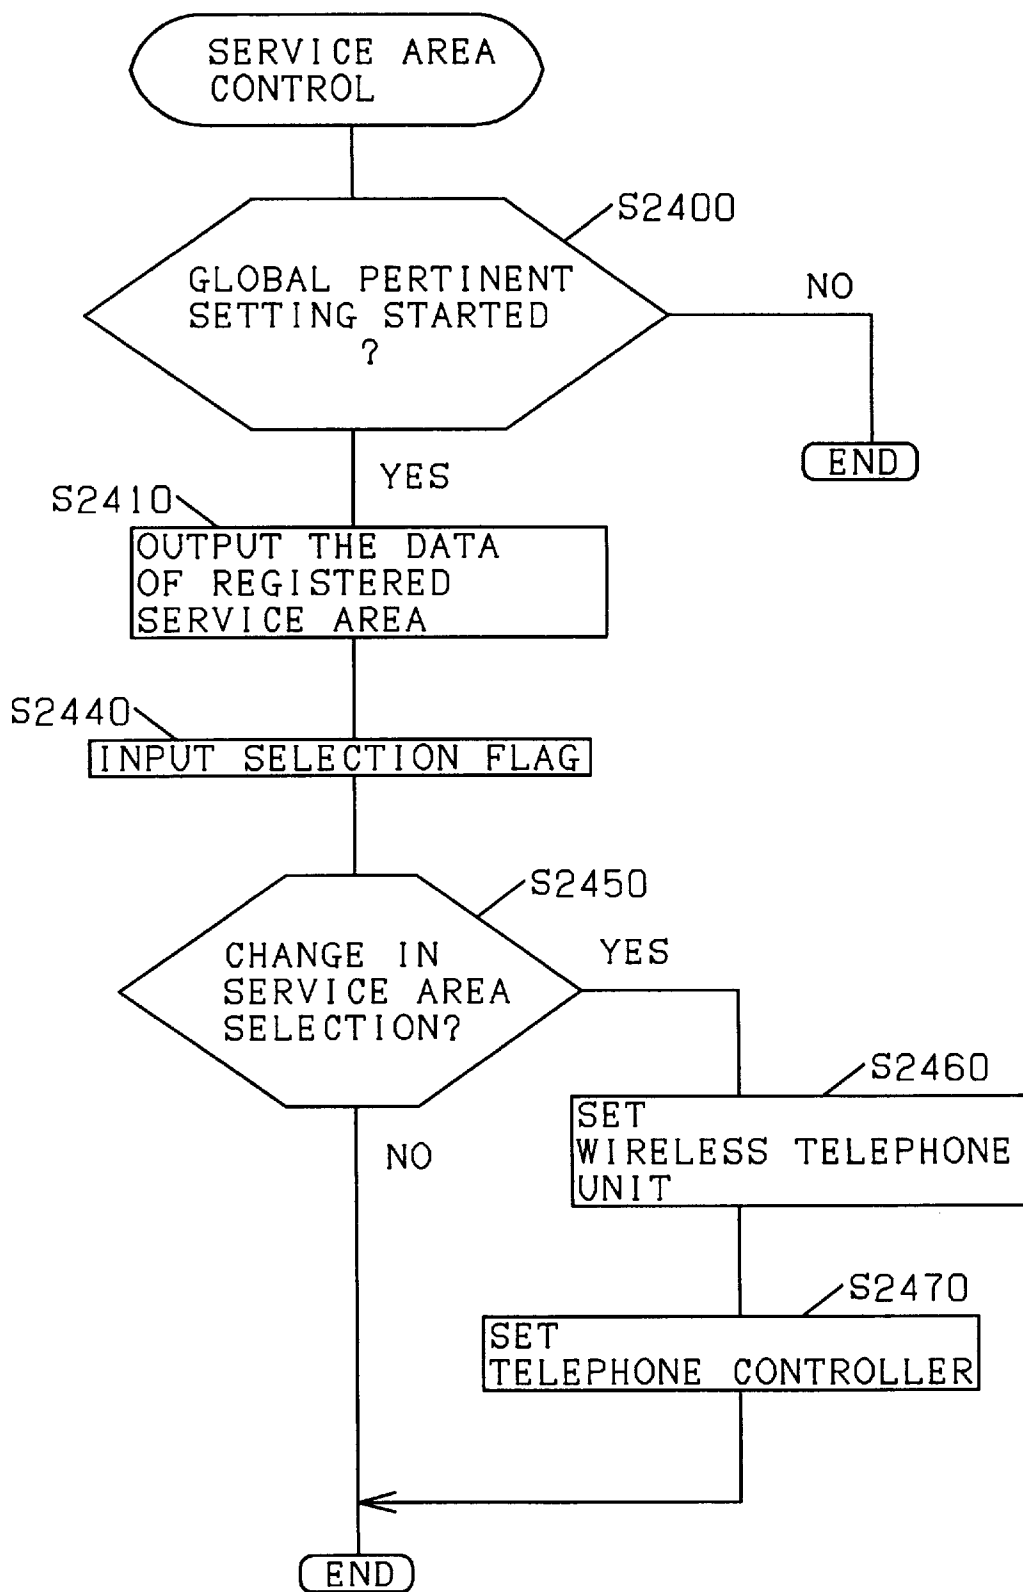 SERVICE AREA
CONTROL
S2400
GLOBAL PERTINENT
SETTING STARTED
?
NO
END
YES
S2410
OUTPUT THE DATA
OF REGISTERED
SERVICE AREA
S2440
INPUT SELECTION FLAG
S2450
CHANGE IN
SERVICE AREA
SELECTION?
YES
S2460
SET
WIRELESS TELEPHONE
UNIT
NO
S2470
SET
TELEPHONE CONTROLLER
END